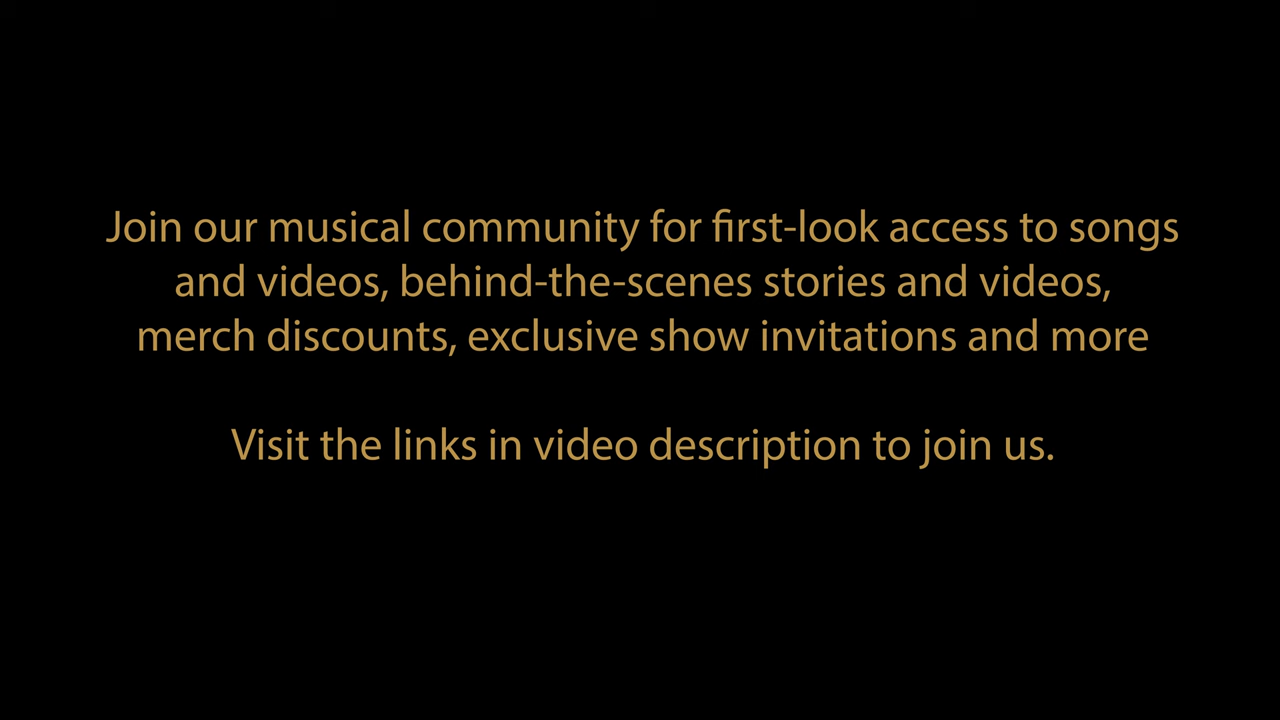 Join our musical community for first-look access to songs
and videos, behind-the-scenes stories and videos,
merch discounts, exclusive show invitations and more
Visit the links in video description to join us.